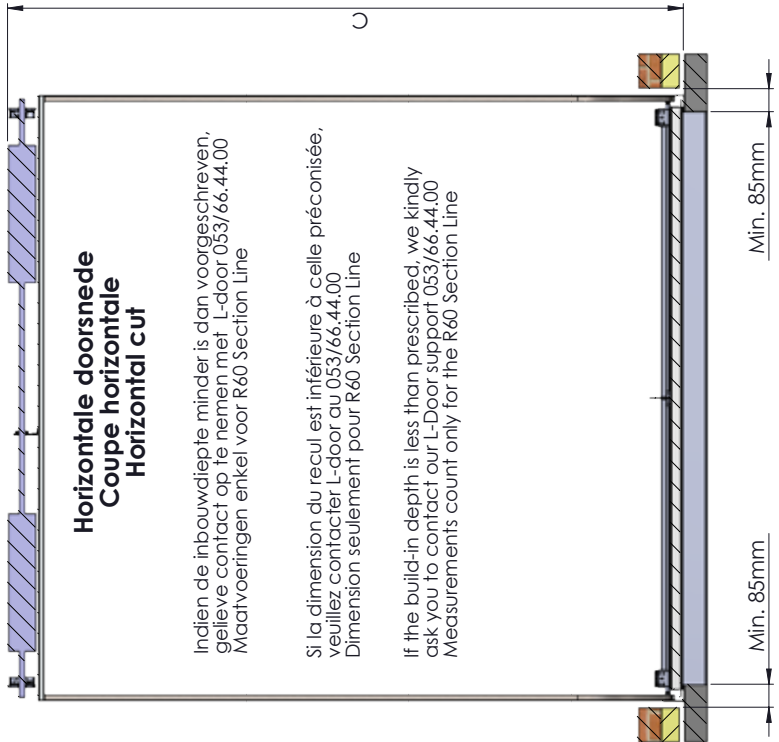 Horizontale doorsnede
Coupe horizontale
Horizontal cut
Indien de inbouwdiepte minder is dan voorgeschreven,
gelieve contact op te nemen met L-door 053/66.44.00
Maatvoeringen enkel voor R60 Section Line
Si la dimension du recul est inférieure à celle préconisée,
veuillez contacter L-door au 053/66.44.00
Dimension seulement pour R60 Section Line
If the build-in depth is less than prescribed, we kindly
ask you to contact our L-Door support 053/66.44.00
Measurements count only for the R60 Section Line
C
Min. 85mm
Min. 85mm